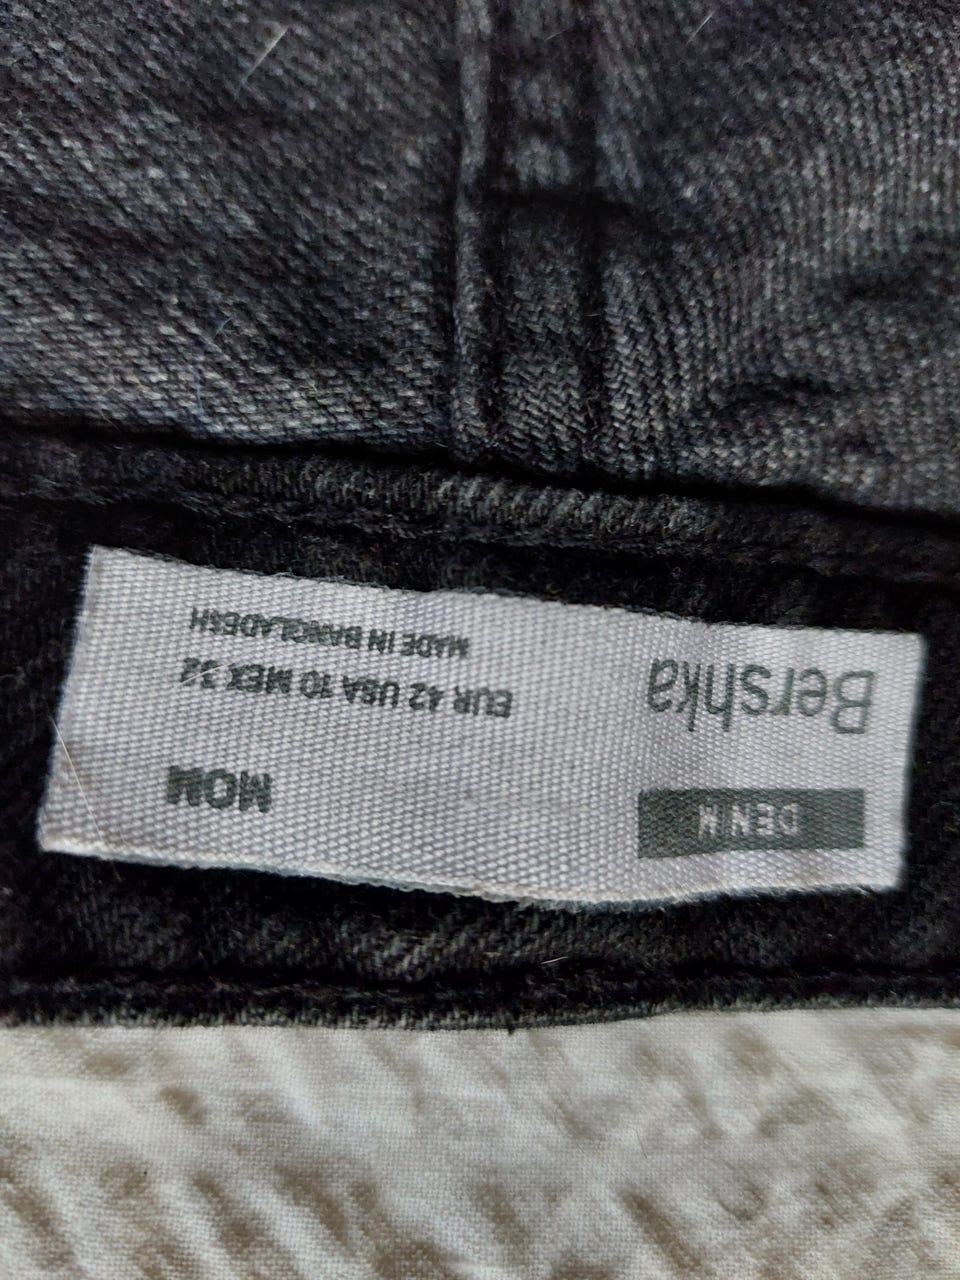 DENIM
Bershka
MOM
EUR 42 USA 10 MEX 32
MADE IN BANGLADESH